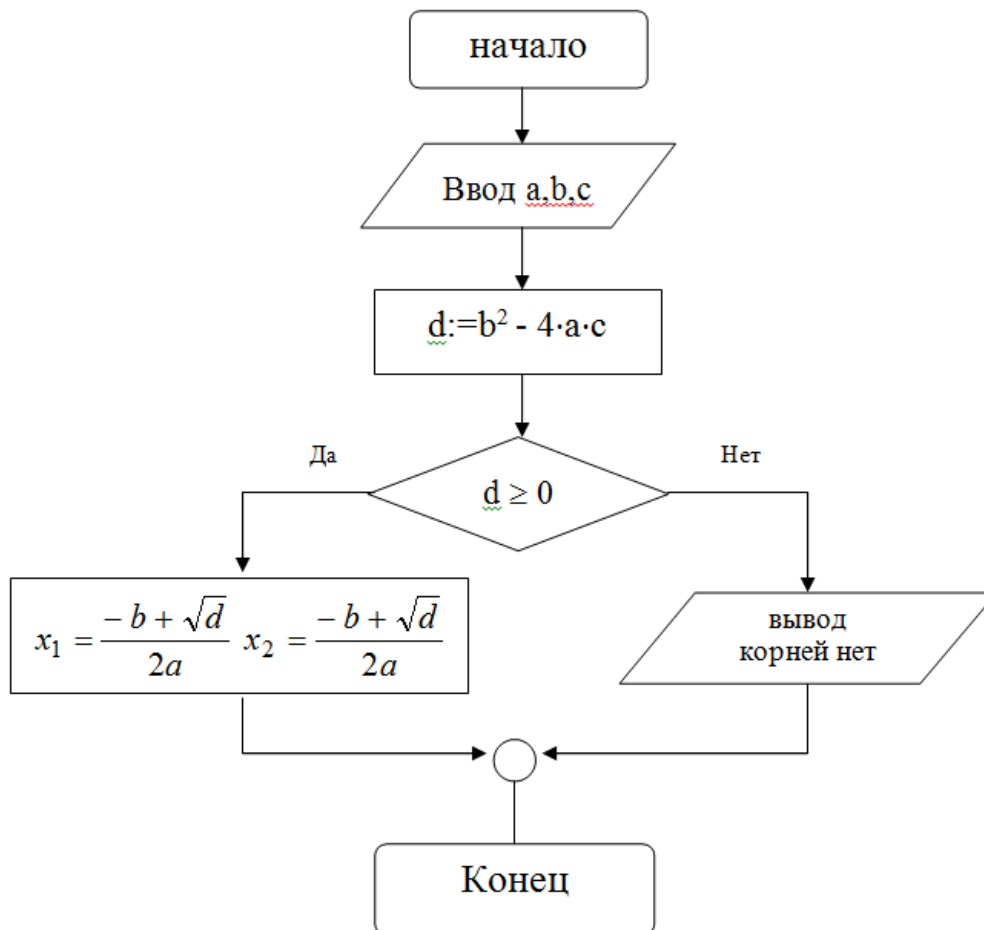 начало
Ввод a,b,c
d:=b² - 4·a·c
Да
Нет
d ≥ 0
x₁ = (-b + √d)/2a x₂ = (-b + √d)/2a
вывод
корней нет
Конец